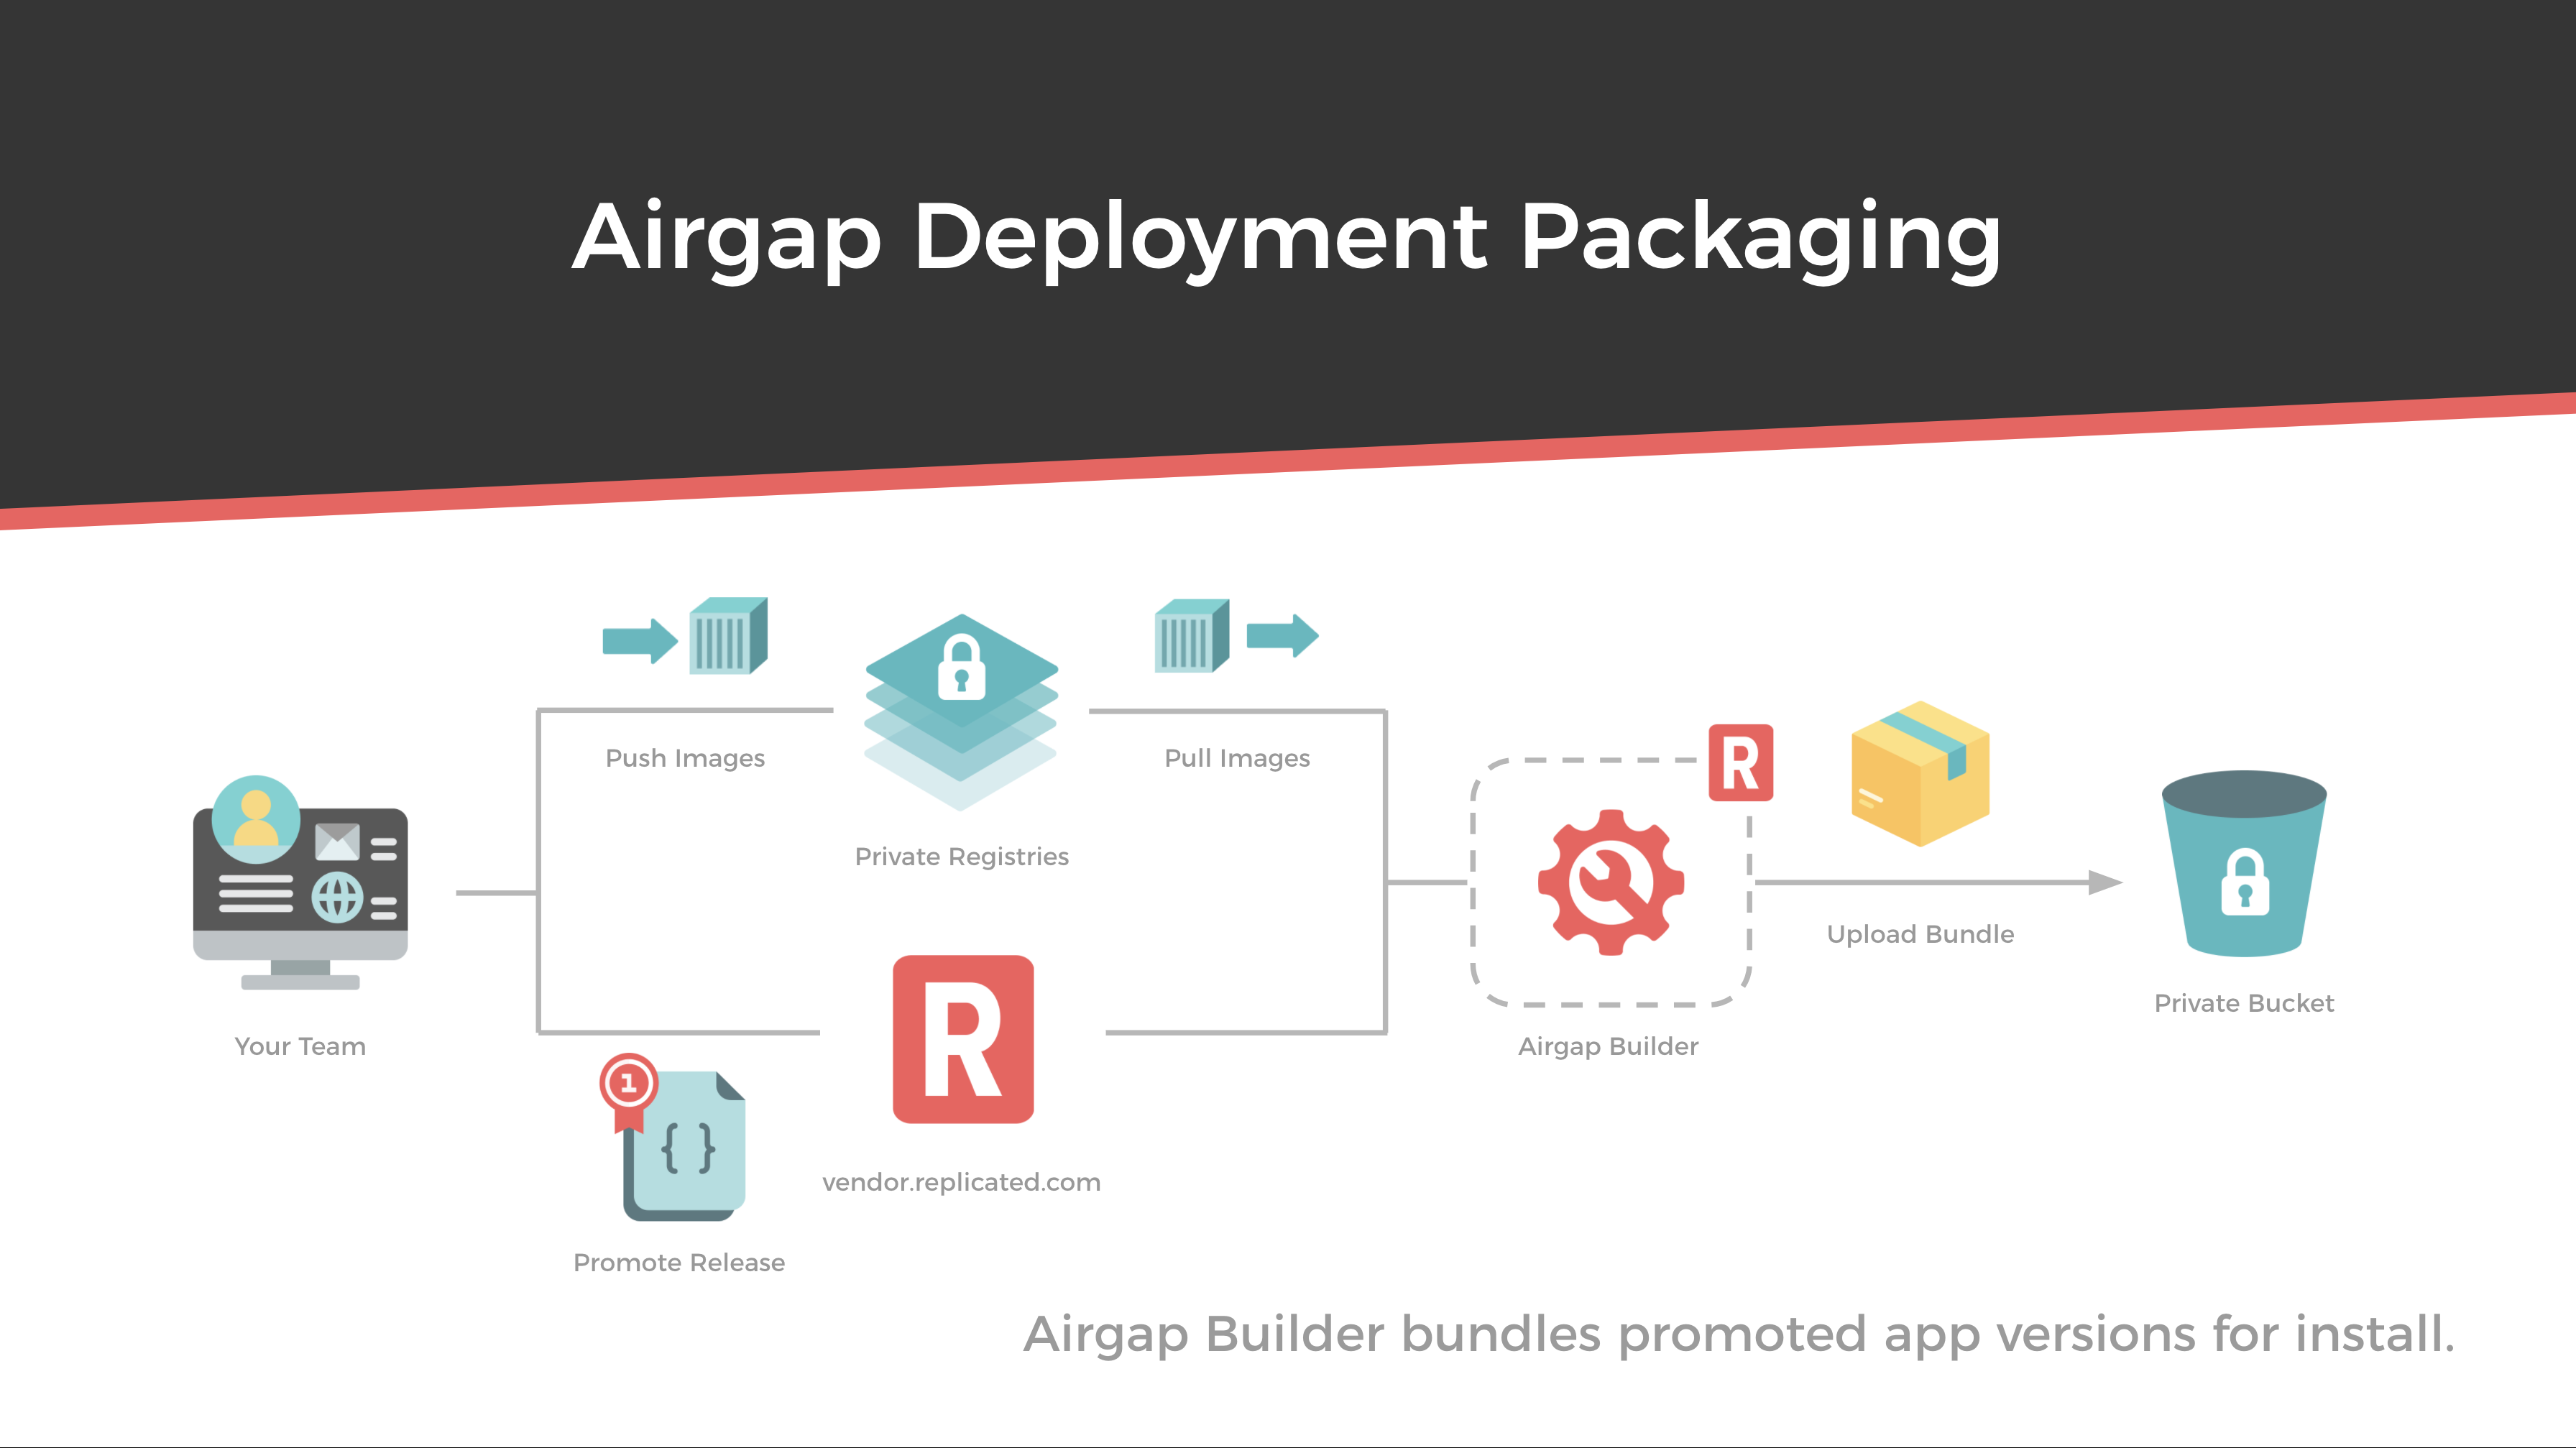 Airgap Deployment Packaging
Push Images
Pull Images
R
Private Registries
Upload Bundle
Private Bucket
Your Team
Airgap Builder
R
1
{ }
vendor.replicated.com
Promote Release
Airgap Builder bundles promoted app versions for install.